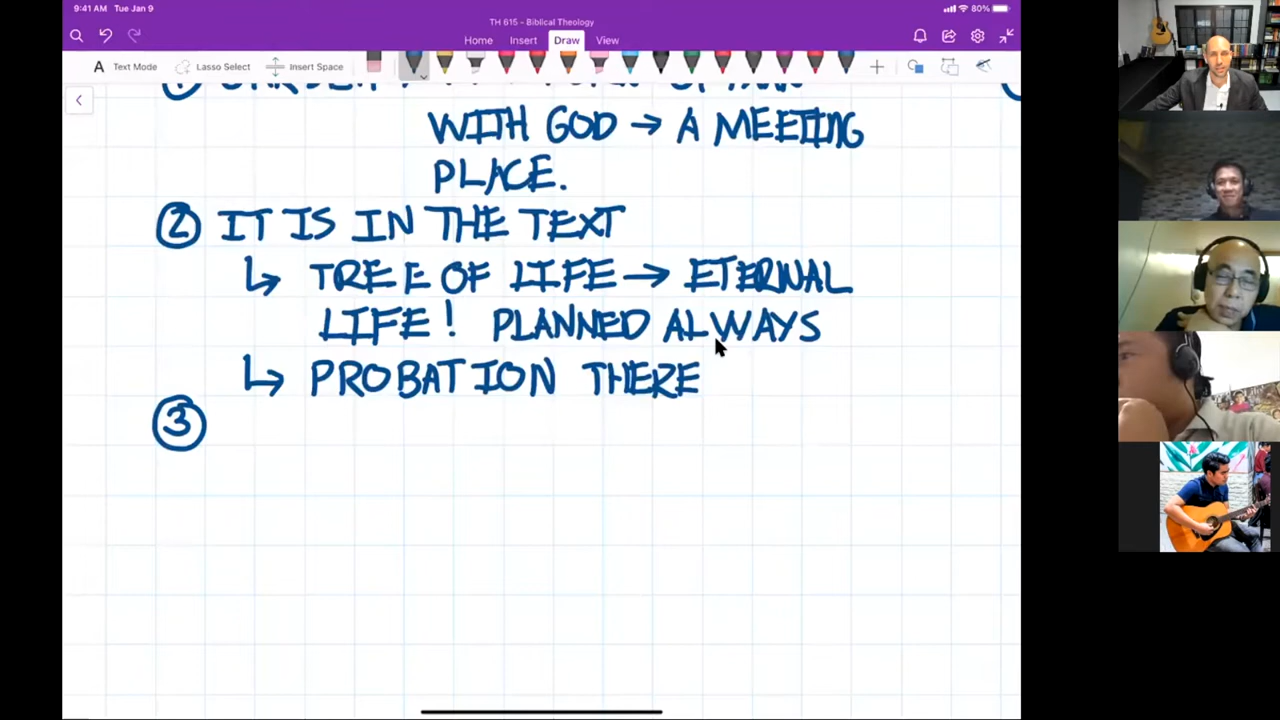 9:41 AM Tue Jan 9
80%
TH 615 - Biblical Theology
Home Insert Draw View
Text Mode Lasso Select Insert Space
WITH GOD → A MEETING
PLACE.
② IT IS IN THE TEXT
↳ TREE OF LIFE → ETERNAL
LIFE! PLANNED ALWAYS
↳ PROBATION THERE
③